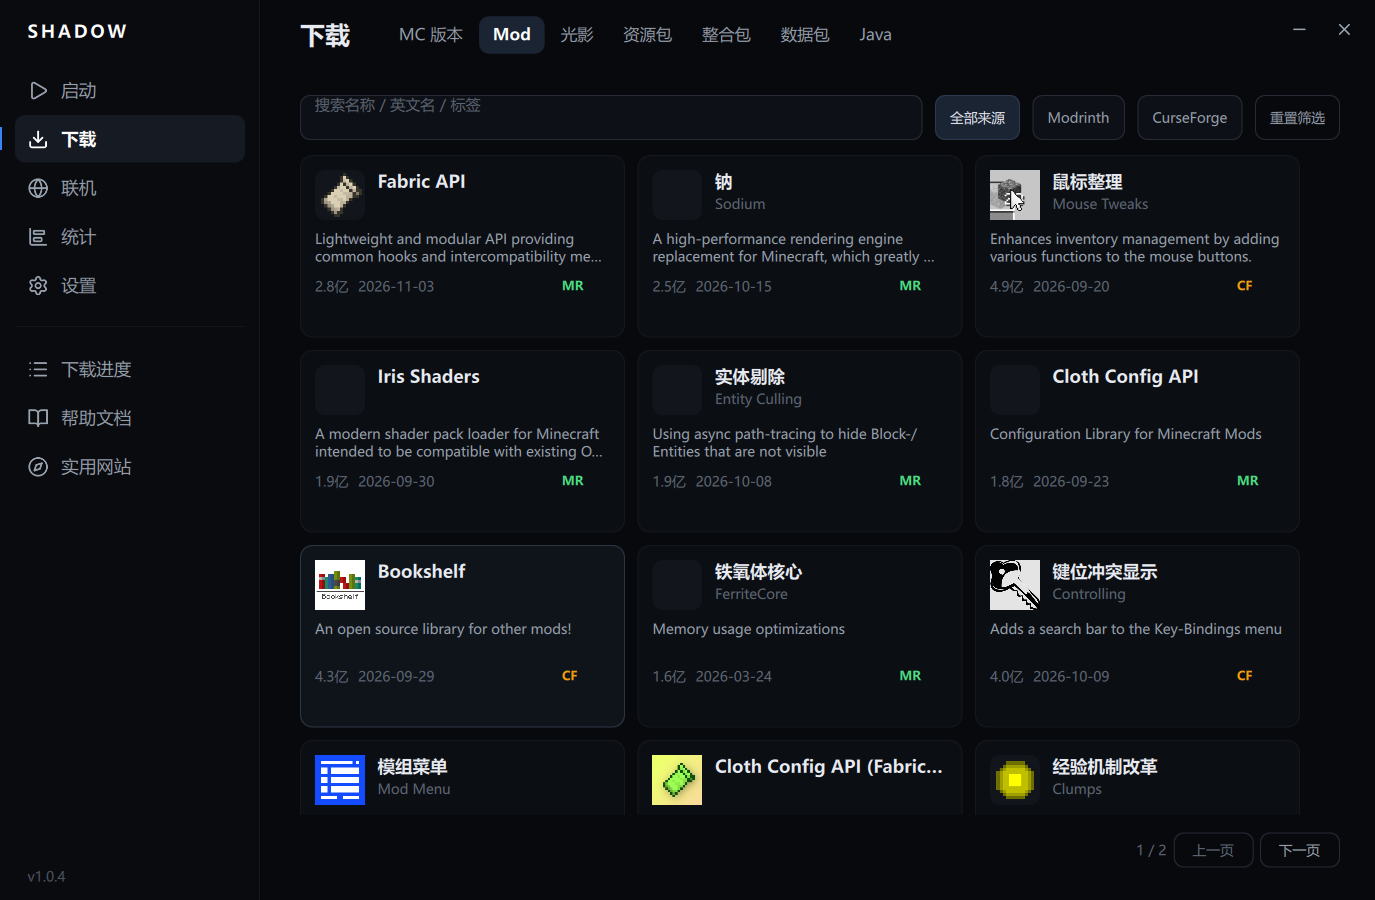 SHADOW
启动
下载
联机
统计
设置
下载进度
帮助文档
实用网站
v1.0.4
下载
MC 版本
Mod
光影
资源包
整合包
数据包
Java
搜索名称 / 英文名 / 标签
全部来源
Modrinth
CurseForge
重置筛选
Fabric API
Lightweight and modular API providing
common hooks and intercompatibility me...
2.8亿 2026-11-03 MR
钠
Sodium
A high-performance rendering engine
replacement for Minecraft, which greatly ...
2.5亿 2026-10-15 MR
鼠标整理
Mouse Tweaks
Enhances inventory management by adding
various functions to the mouse buttons.
4.9亿 2026-09-20 CF
Iris Shaders
A modern shader pack loader for Minecraft
intended to be compatible with existing O...
1.9亿 2026-09-30 MR
实体剔除
Entity Culling
Using async path-tracing to hide Block-/
Entities that are not visible
1.9亿 2026-10-08 MR
Cloth Config API
Configuration Library for Minecraft Mods
1.8亿 2026-09-23 MR
Bookshelf
Bookshelf
An open source library for other mods!
4.3亿 2026-09-29 CF
铁氧体核心
FerriteCore
Memory usage optimizations
1.6亿 2026-03-24 MR
键位冲突显示
Controlling
Adds a search bar to the Key-Bindings menu
4.0亿 2026-10-09 CF
模组菜单
Mod Menu
Cloth Config API (Fabric...
经验机制改革
Clumps
1 / 2
上一页
下一页